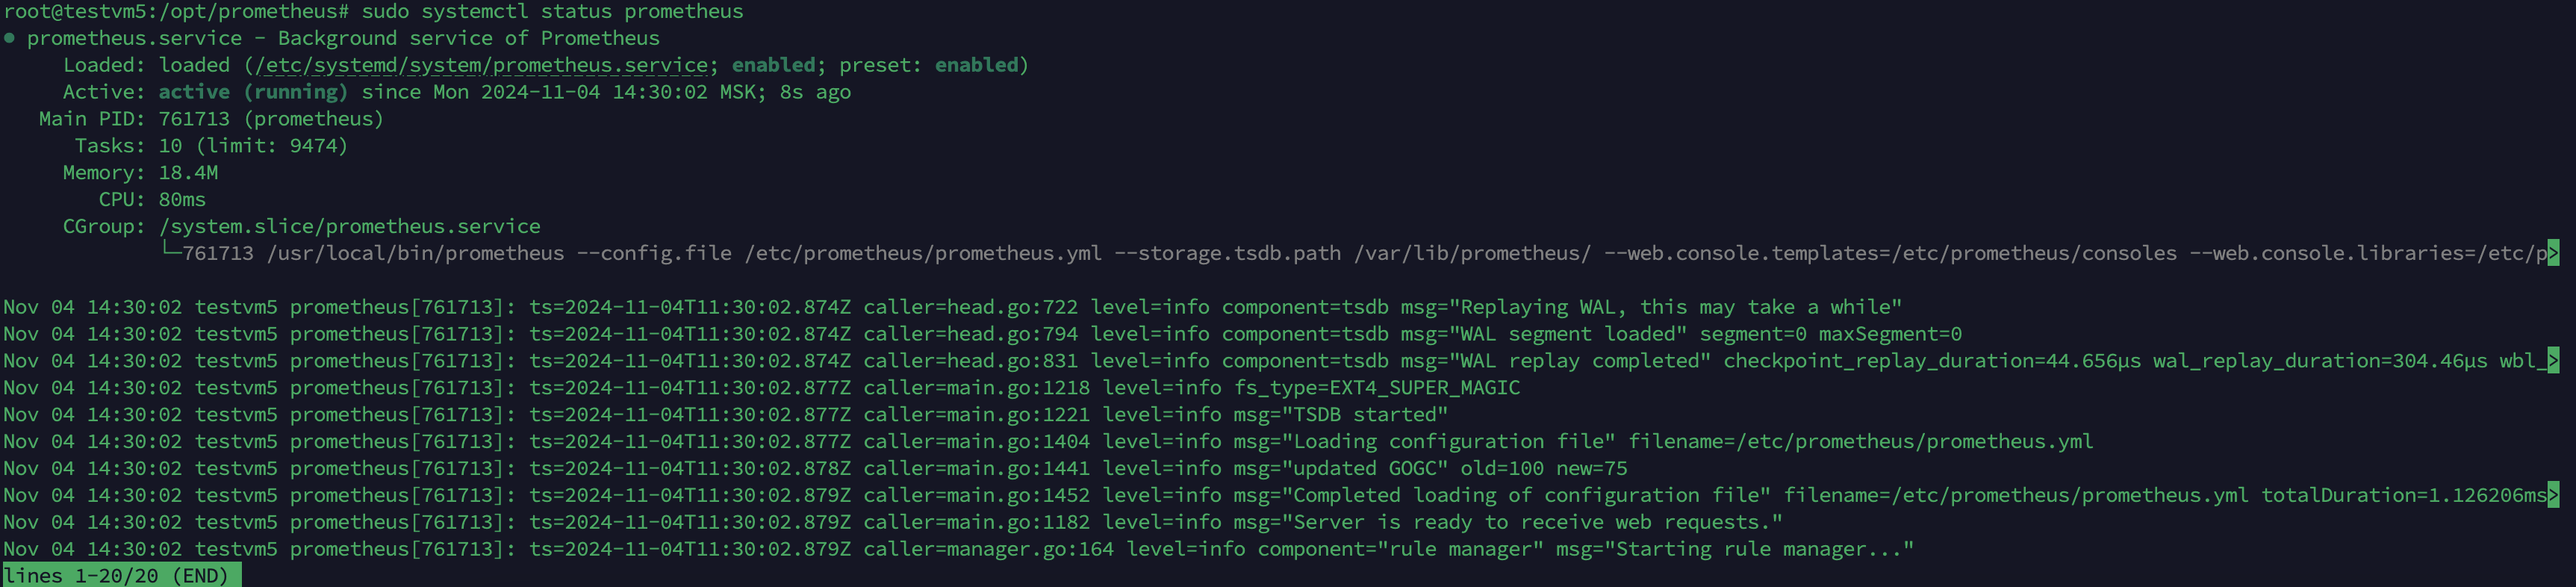 root@testvm5:/opt/prometheus# sudo systemctl status prometheus
● prometheus.service - Background service of Prometheus
     Loaded: loaded (/etc/systemd/system/prometheus.service; enabled; preset: enabled)
     Active: active (running) since Mon 2024-11-04 14:30:02 MSK; 8s ago
   Main PID: 761713 (prometheus)
      Tasks: 10 (limit: 9474)
     Memory: 18.4M
        CPU: 80ms
     CGroup: /system.slice/prometheus.service
             └─761713 /usr/local/bin/prometheus --config.file /etc/prometheus/prometheus.yml --storage.tsdb.path /var/lib/prometheus/ --web.console.templates=/etc/prometheus/consoles --web.console.libraries=/etc/p>
Nov 04 14:30:02 testvm5 prometheus[761713]: ts=2024-11-04T11:30:02.874Z caller=head.go:722 level=info component=tsdb msg="Replaying WAL, this may take a while"
Nov 04 14:30:02 testvm5 prometheus[761713]: ts=2024-11-04T11:30:02.874Z caller=head.go:794 level=info component=tsdb msg="WAL segment loaded" segment=0 maxSegment=0
Nov 04 14:30:02 testvm5 prometheus[761713]: ts=2024-11-04T11:30:02.874Z caller=head.go:831 level=info component=tsdb msg="WAL replay completed" checkpoint_replay_duration=44.656µs wal_replay_duration=304.46µs wbl_>
Nov 04 14:30:02 testvm5 prometheus[761713]: ts=2024-11-04T11:30:02.877Z caller=main.go:1218 level=info fs_type=EXT4_SUPER_MAGIC
Nov 04 14:30:02 testvm5 prometheus[761713]: ts=2024-11-04T11:30:02.877Z caller=main.go:1221 level=info msg="TSDB started"
Nov 04 14:30:02 testvm5 prometheus[761713]: ts=2024-11-04T11:30:02.877Z caller=main.go:1404 level=info msg="Loading configuration file" filename=/etc/prometheus/prometheus.yml
Nov 04 14:30:02 testvm5 prometheus[761713]: ts=2024-11-04T11:30:02.878Z caller=main.go:1441 level=info msg="updated GOGC" old=100 new=75
Nov 04 14:30:02 testvm5 prometheus[761713]: ts=2024-11-04T11:30:02.879Z caller=main.go:1452 level=info msg="Completed loading of configuration file" filename=/etc/prometheus/prometheus.yml totalDuration=1.126206ms>
Nov 04 14:30:02 testvm5 prometheus[761713]: ts=2024-11-04T11:30:02.879Z caller=main.go:1182 level=info msg="Server is ready to receive web requests."
Nov 04 14:30:02 testvm5 prometheus[761713]: ts=2024-11-04T11:30:02.879Z caller=manager.go:164 level=info component="rule manager" msg="Starting rule manager..."
lines 1-20/20 (END)